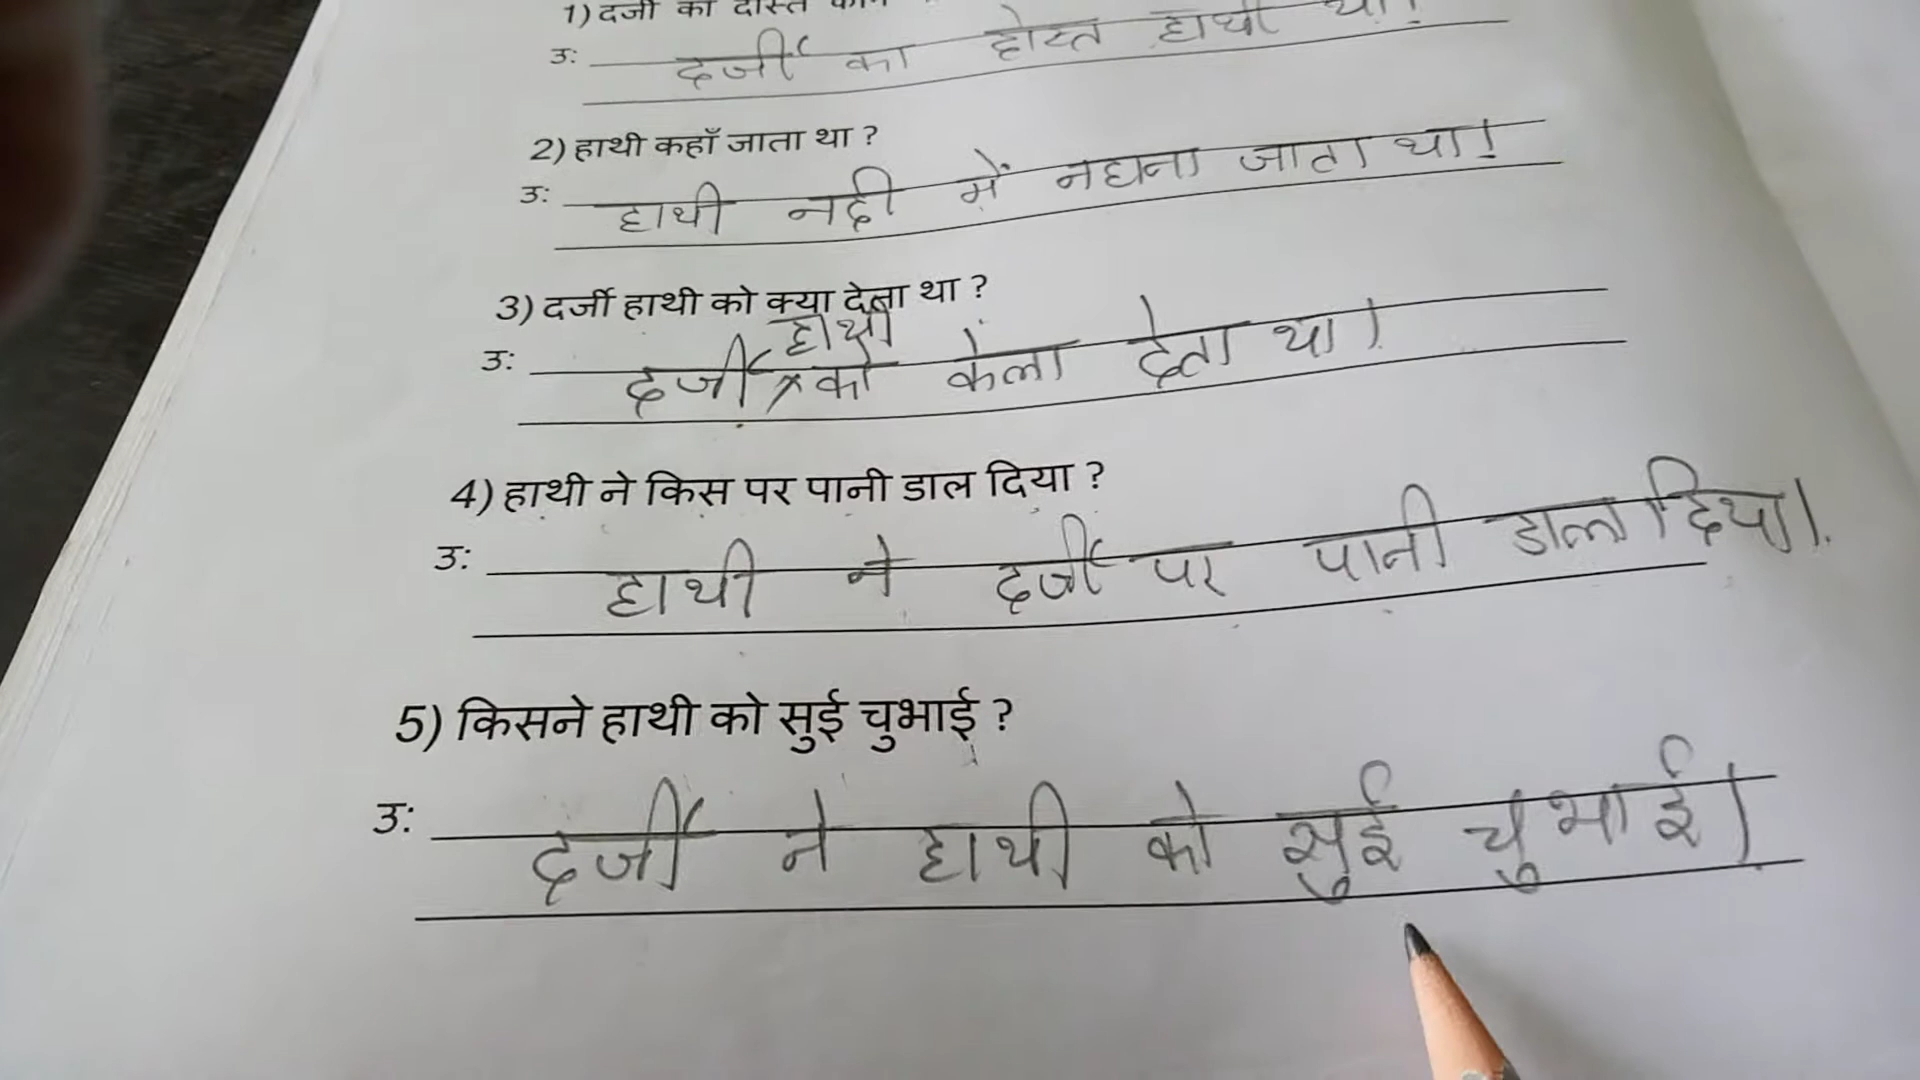 1) दर्जी का दोस्त कौन
उ: दर्जी का होस्त हाथी था।
2) हाथी कहाँ जाता था ?
उ: हाथी नदी में नहाना जाता था।
3) दर्जी हाथी को क्या देता था ?
हाथी
उ: दर्जी को केला देता था।
4) हाथी ने किस पर पानी डाल दिया ?
उ: हाथी ने दर्जी पर पानी डाल दिया।
5) किसने हाथी को सुई चुभाई ?
उ: दर्जी ने हाथी को सुई चुभाई।